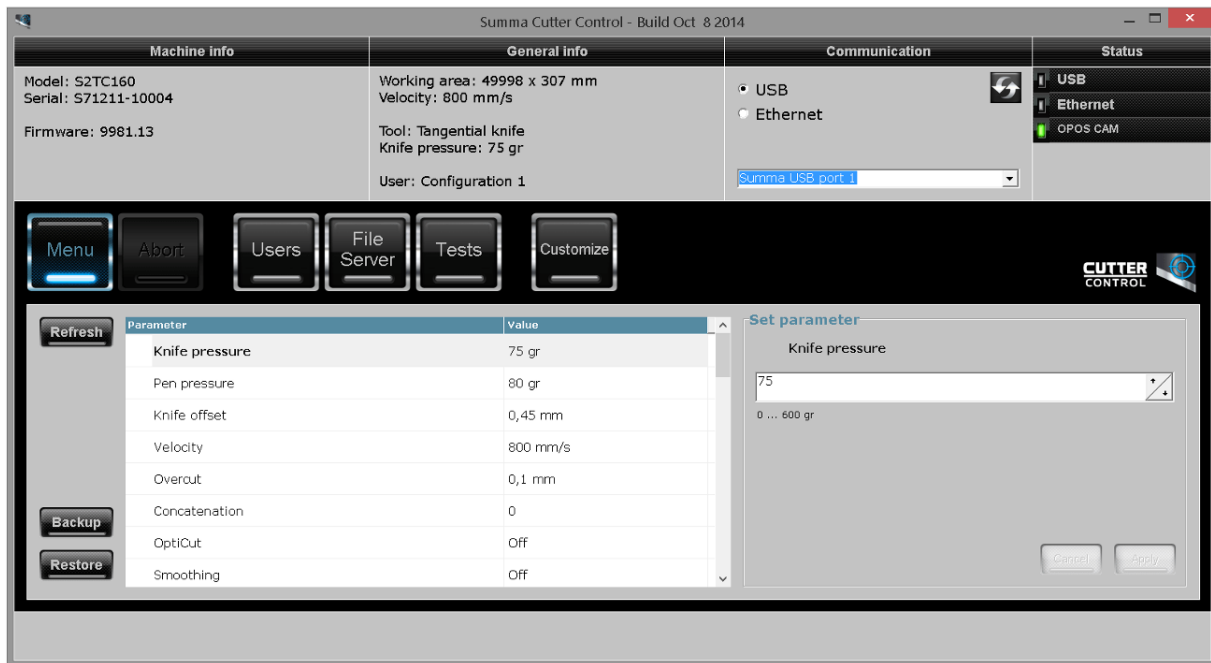 Summa Cutter Control - Build Oct 8 2014
Machine info
General info
Communication
Status
Model: S2TC160
Serial: S71211-10004
Firmware: 9981.13
Working area: 49998 x 307 mm
Velocity: 800 mm/s
Tool: Tangential knife
Knife pressure: 75 gr
User: Configuration 1
USB
Ethernet
Summa USB port 1
USB
Ethernet
OPOS CAM
Menu
Abort
Users
File
Server
Tests
Customize
CUTTER
CONTROL
Refresh
Backup
Restore
Parameter Value
Knife pressure 75 gr
Pen pressure 80 gr
Knife offset 0,45 mm
Velocity 800 mm/s
Overcut 0,1 mm
Concatenation 0
OptiCut Off
Smoothing Off
Set parameter
Knife pressure
75
0 ... 600 gr
Cancel
Apply